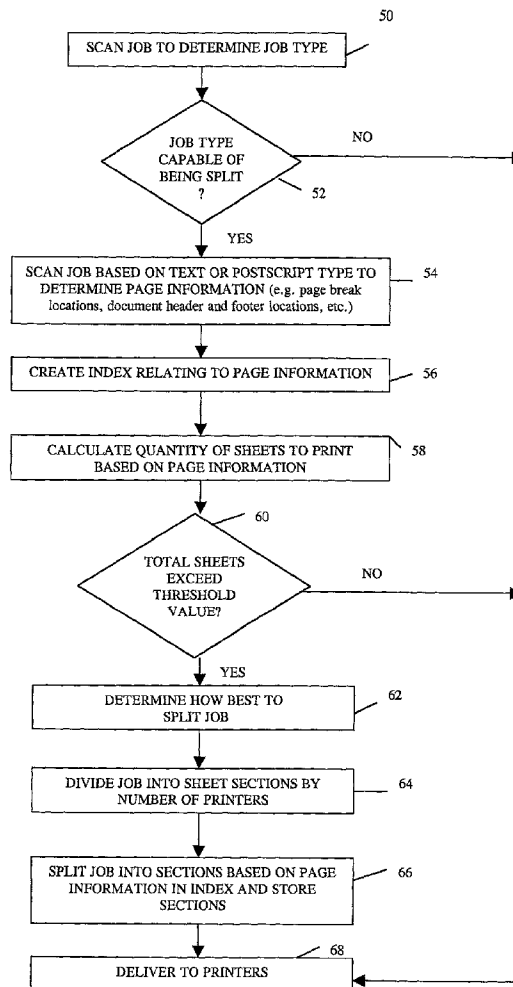 50
SCAN JOB TO DETERMINE JOB TYPE
NO
JOB TYPE
CAPABLE OF
BEING SPLIT
?
52
YES
SCAN JOB BASED ON TEXT OR POSTSCRIPT TYPE TO
DETERMINE PAGE INFORMATION (e.g. page break
locations, document header and footer locations, etc.)
54
CREATE INDEX RELATING TO PAGE INFORMATION
56
CALCULATE QUANTITY OF SHEETS TO PRINT
BASED ON PAGE INFORMATION
58
60
TOTAL SHEETS
EXCEED
THRESHOLD
VALUE?
NO
YES
DETERMINE HOW BEST TO
SPLIT JOB
62
DIVIDE JOB INTO SHEET SECTIONS BY
NUMBER OF PRINTERS
64
SPLIT JOB INTO SECTIONS BASED ON PAGE
INFORMATION IN INDEX AND STORE
SECTIONS
66
68
DELIVER TO PRINTERS